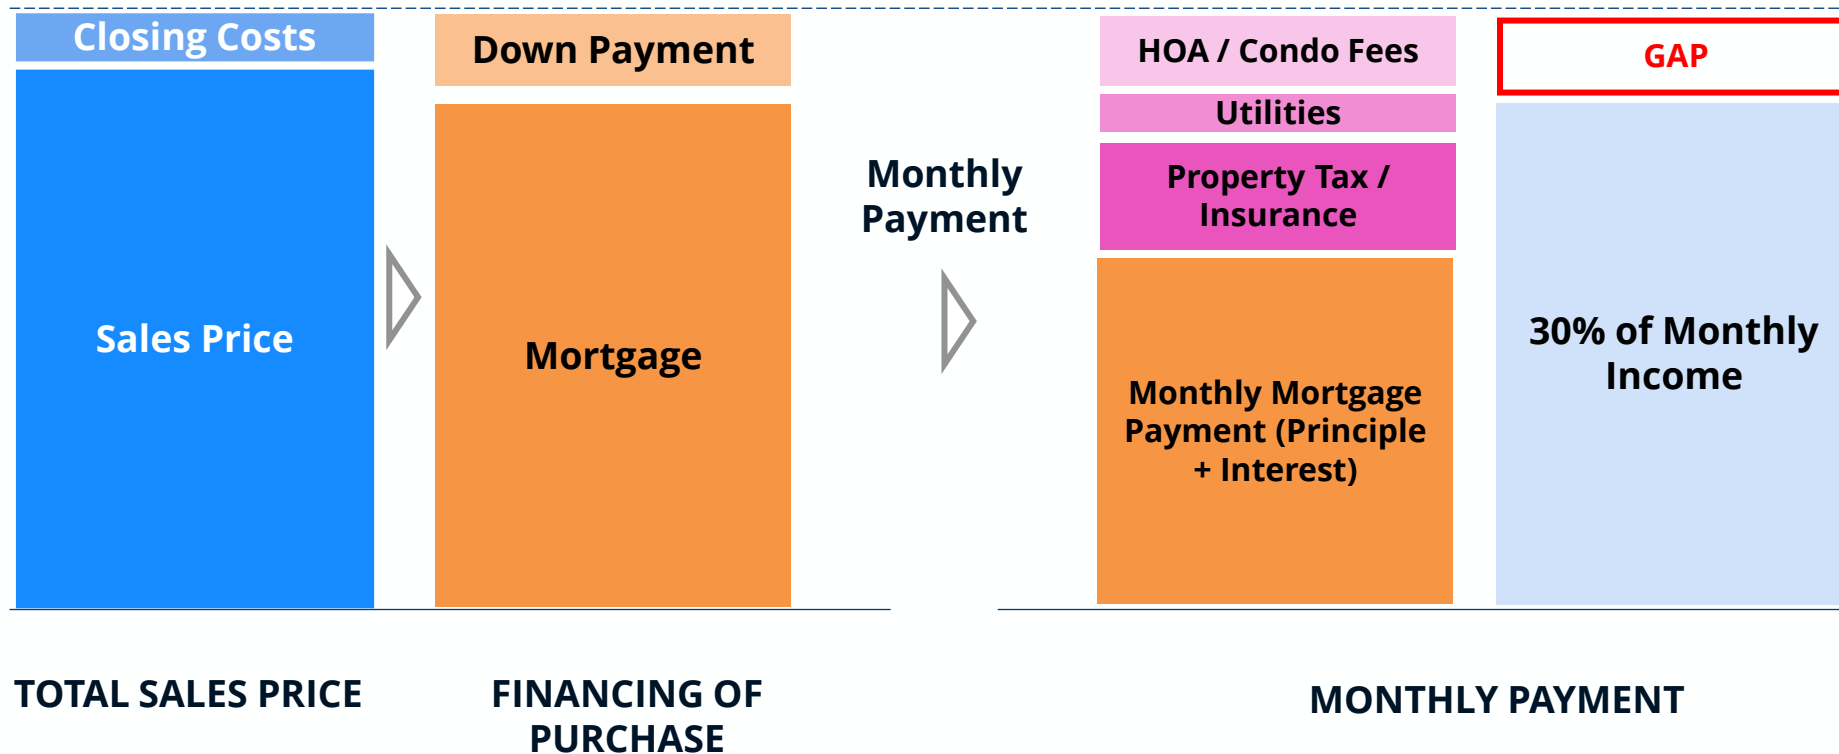 Closing Costs
Sales Price
Down Payment
Mortgage
Monthly
Payment
HOA / Condo Fees
Utilities
Property Tax /
Insurance
Monthly Mortgage
Payment (Principle
+ Interest)
GAP
30% of Monthly
Income
TOTAL SALES PRICE
FINANCING OF
PURCHASE
MONTHLY PAYMENT